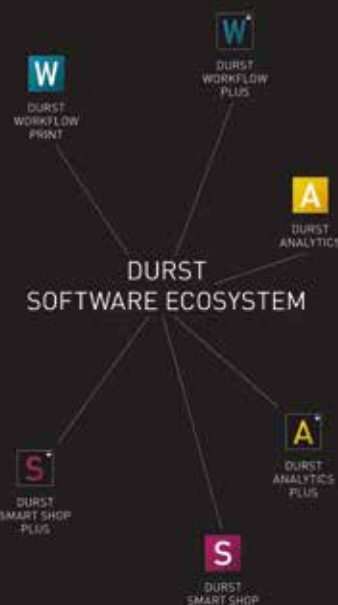 W
DURST
WORKFLOW
PLUS
W
DURST
WORKFLOW
PRINT
A
DURST
ANALYTICS
DURST
SOFTWARE ECOSYSTEM
A
DURST
ANALYTICS
PLUS
S
DURST
SMART SHOP
PLUS
S
DURST
SMART SHOP